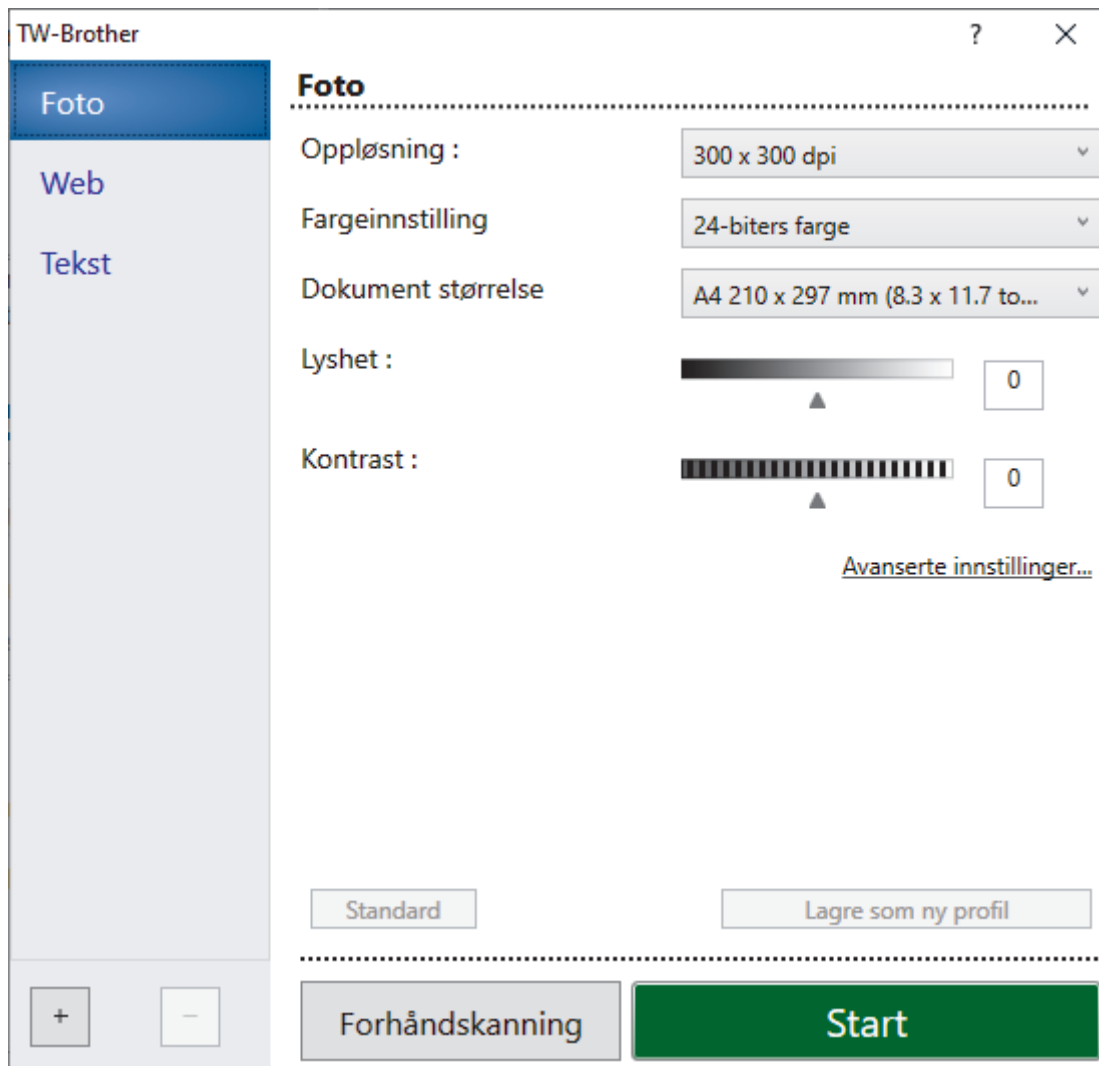 TW-Brother ? ×
Foto
Web
Tekst
Foto
Oppløsning : 300 x 300 dpi
Fargeinnstilling 24-biters farge
Dokument størrelse A4 210 x 297 mm (8.3 x 11.7 to...
Lyshet : 0
Kontrast : 0
Avanserte innstillinger...
Standard Lagre som ny profil
+ −
Forhåndskanning Start